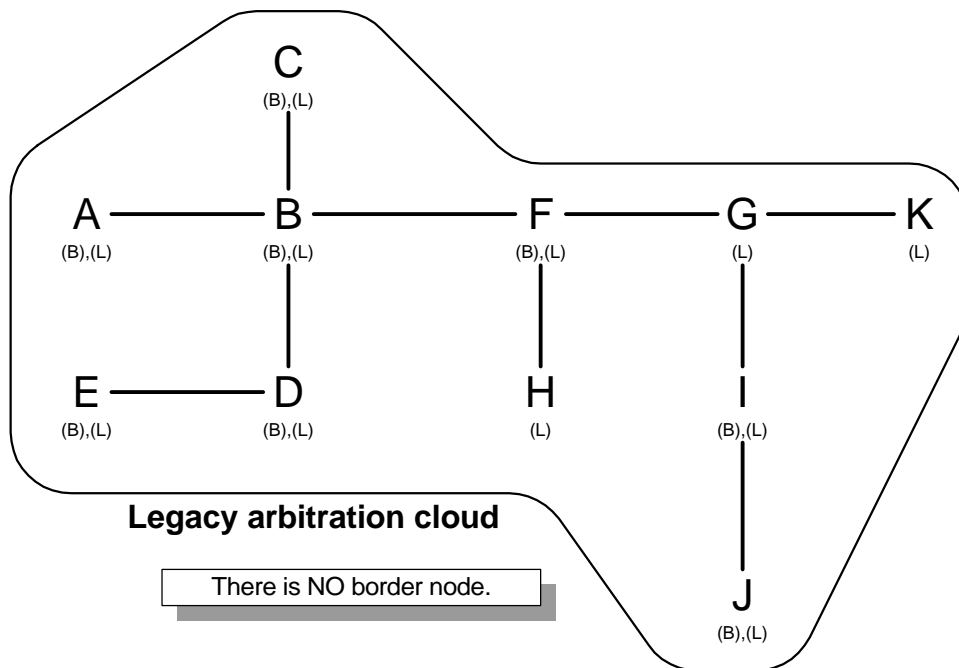 C
(B),(L)
A B F G K
(B),(L) (B),(L) (B),(L) (L) (L)
E D H I
(B),(L) (B),(L) (L) (B),(L)
Legacy arbitration cloud
There is NO border node.
J
(B),(L)